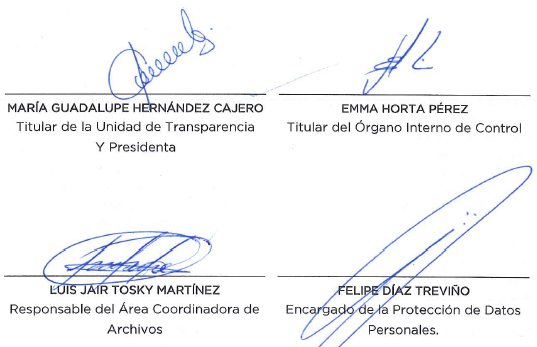 MARÍA GUADALUPE HERNÁNDEZ CAJERO
Titular de la Unidad de Transparencia
Y Presidenta
EMMA HORTA PÉREZ
Titular del Órgano Interno de Control
LUIS JAIR TOSKY MARTÍNEZ
Responsable del Área Coordinadora de
Archivos
FELIPE DÍAZ TREVIÑO
Encargado de la Protección de Datos
Personales.